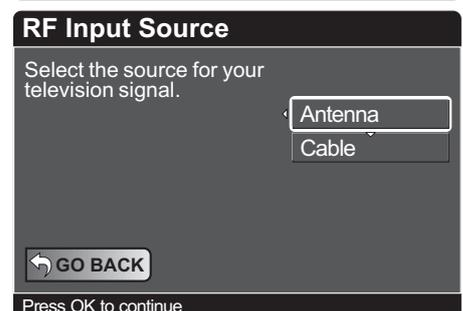 RF Input Source
Select the source for your
television signal.
Antenna
Cable
GO BACK
Press OK to continue